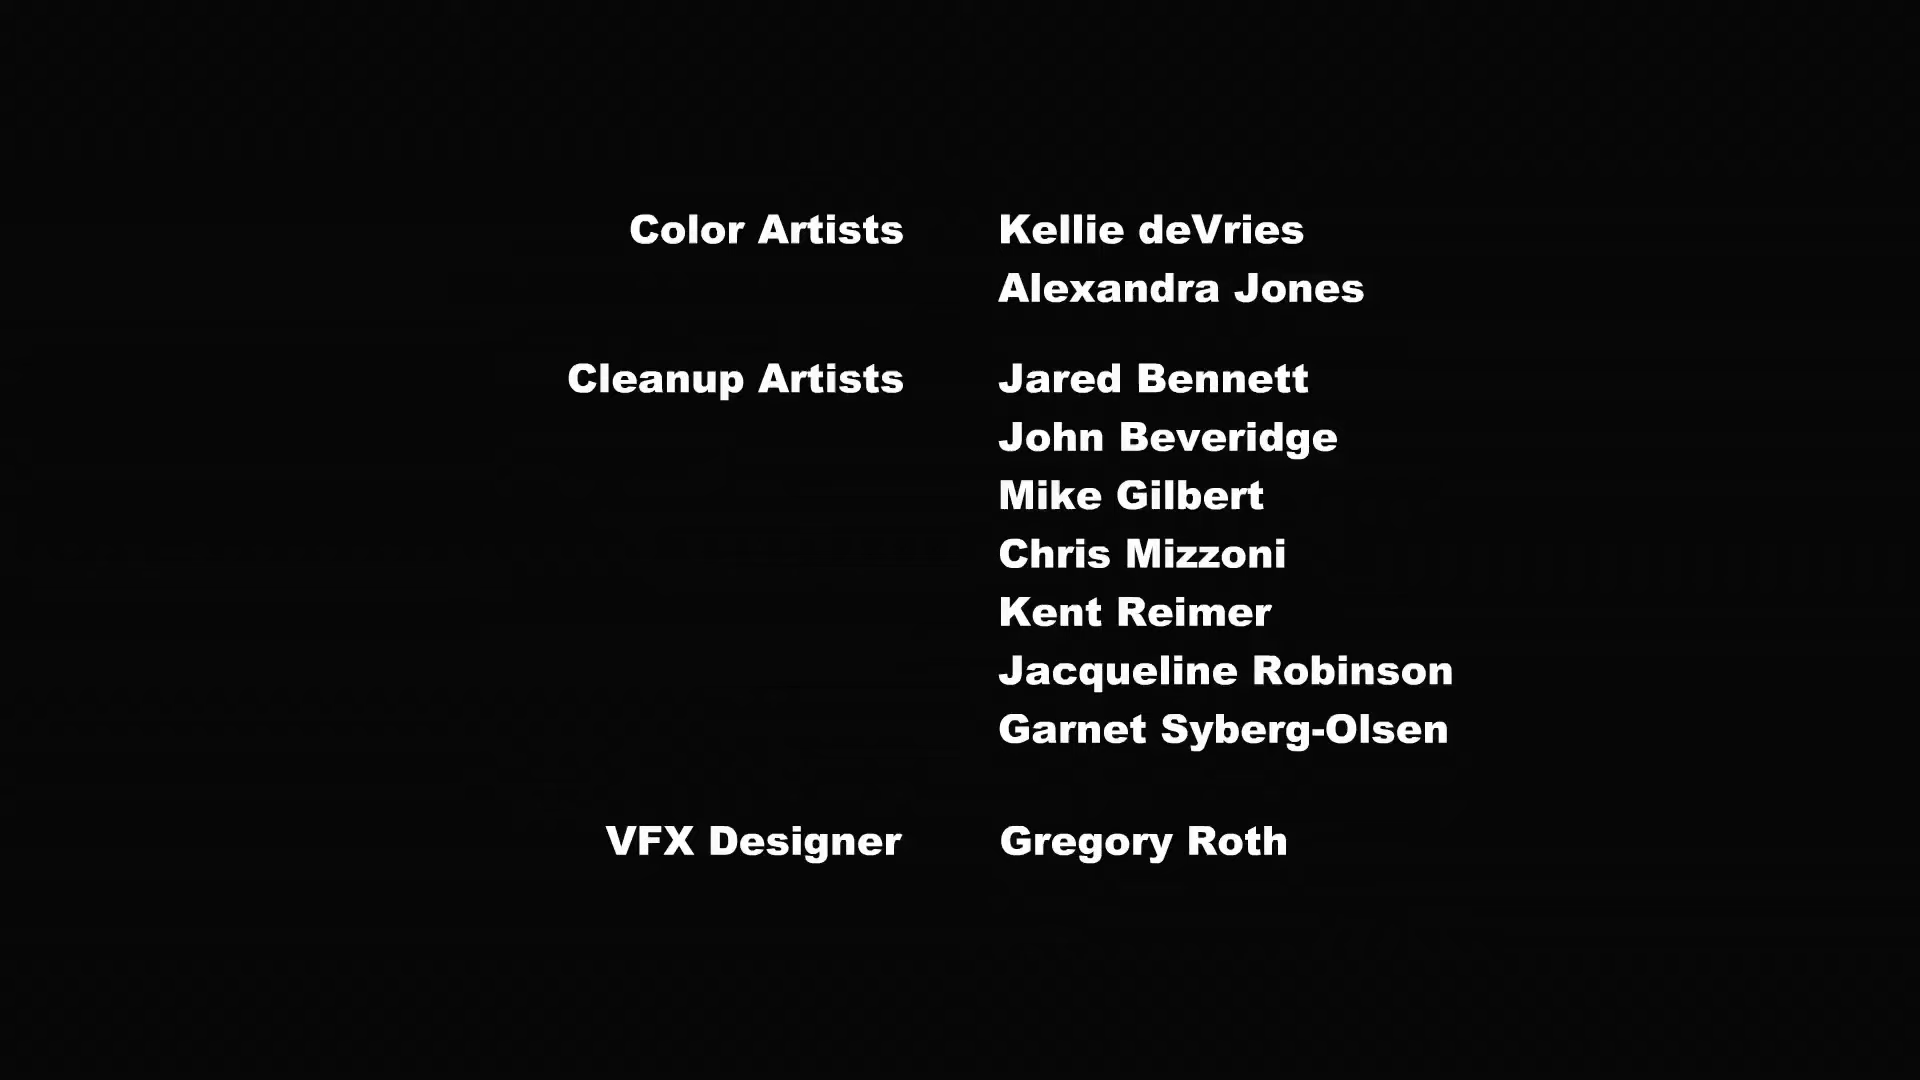 Color Artists Kellie deVries
Alexandra Jones
Cleanup Artists Jared Bennett
John Beveridge
Mike Gilbert
Chris Mizzoni
Kent Reimer
Jacqueline Robinson
Garnet Syberg-Olsen
VFX Designer Gregory Roth